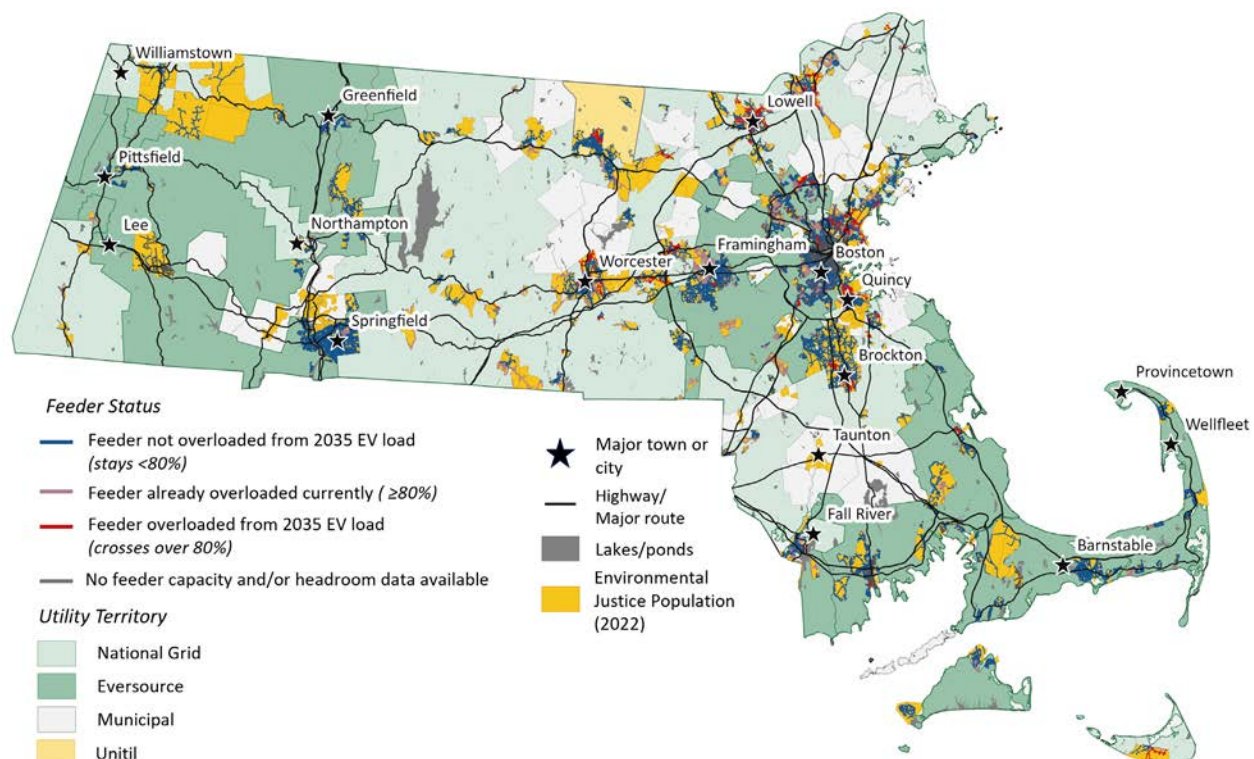 Williamstown
Greenfield
Lowell
Pittsfield
Lee
Northampton
Framingham
Boston
Worcester
Quincy
Springfield
Brockton
Provincetown
Wellfleet
Taunton
Fall River
Barnstable
Feeder Status
Feeder not overloaded from 2035 EV load
(stays <80%)
Feeder already overloaded currently ( ≥80%)
Feeder overloaded from 2035 EV load
(crosses over 80%)
No feeder capacity and/or headroom data available
Utility Territory
National Grid
Eversource
Municipal
Unitil
Major town or
city
Highway/
Major route
Lakes/ponds
Environmental
Justice Population
(2022)